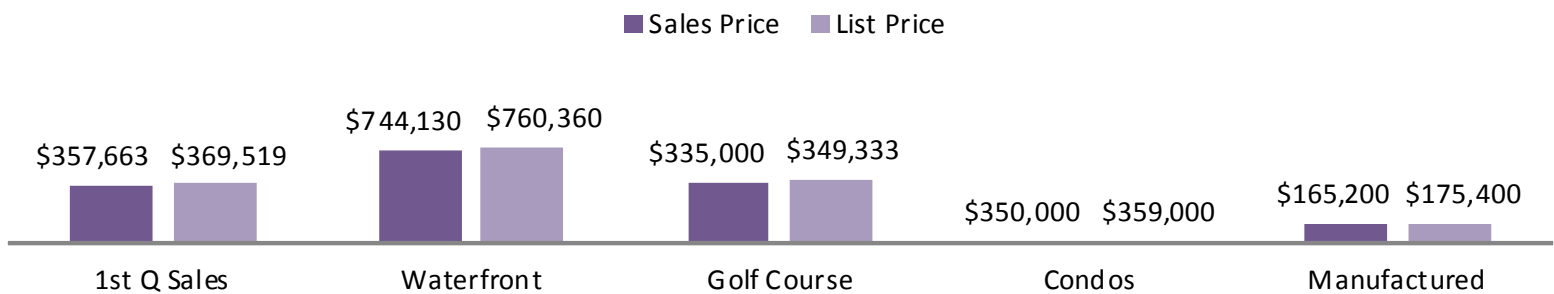 Sales Price List Price
$744,130 $760,360
$357,663 $369,519 $335,000 $349,333
$350,000 $359,000 $165,200 $175,400
1st Q Sales Waterfront Golf Course Condos Manufactured